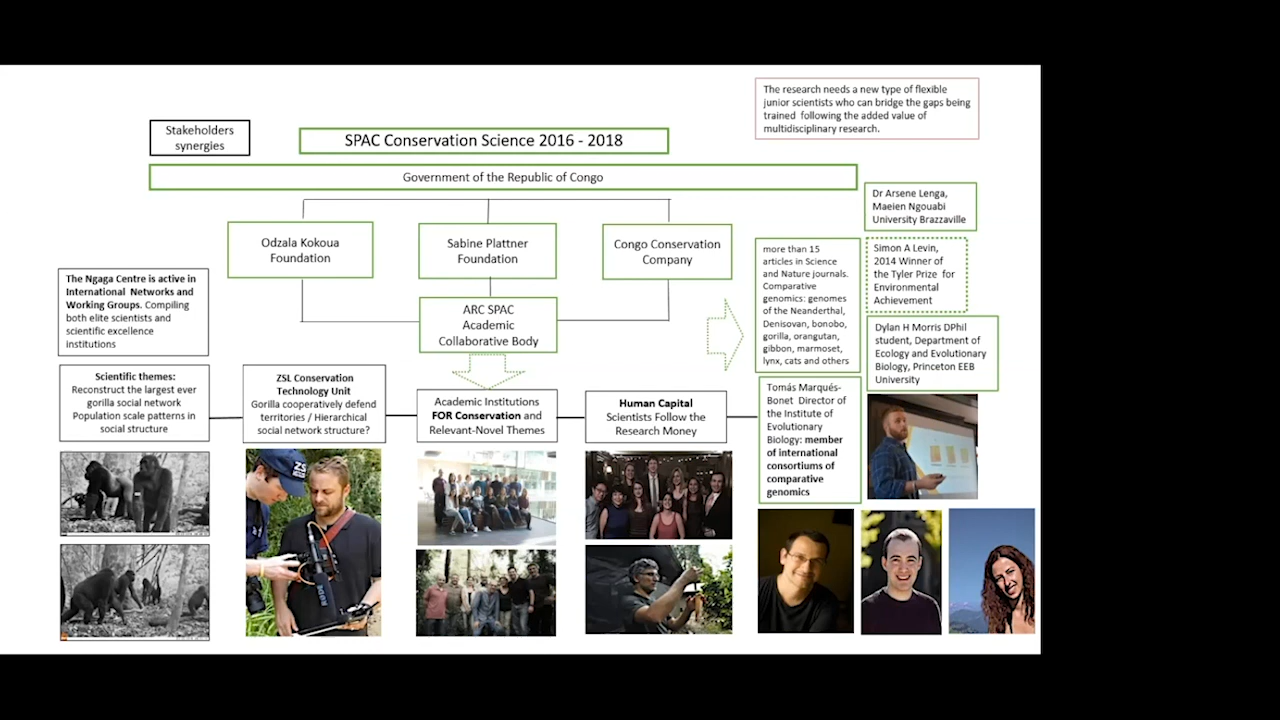 The research needs a new type of flexible
junior scientists who can bridge the gaps being
trained following the added value of
multidisciplinary research.
Stakeholders
synergies
SPAC Conservation Science 2016 - 2018
Government of the Republic of Congo
Dr Arsene Lenga,
Maeien Ngouabi
University Brazzaville
Odzala Kokoua
Foundation
Sabine Plattner
Foundation
Congo Conservation
Company
more than 15
articles in Science
and Nature journals.
Comparative
genomics: genomes
of the Neanderthal,
Denisovan, bonobo,
gorilla, orangutan,
gibbon, marmoset,
lynx, cats and others
Simon A Levin,
2014 Winner of
the Tyler Prize for
Environmental
Achievement
The Ngaga Centre is active in
International Networks and
Working Groups. Compiling
both elite scientists and
scientific excellence
institutions
ARC SPAC
Academic
Collaborative Body
Dylan H Morris DPhil
student, Department of
Ecology and Evolutionary
Biology, Princeton EEB
University
Scientific themes:
Reconstruct the largest ever
gorilla social network
Population scale patterns in
social structure
ZSL Conservation
Technology Unit
Gorilla cooperatively defend
territories / Hierarchical
social network structure?
Academic Institutions
FOR Conservation and
Relevant-Novel Themes
Human Capital
Scientists Follow the
Research Money
Tomás Marqués-
Bonet Director of
the Institute of
Evolutionary
Biology: member
of international
consortiums of
comparative
genomics